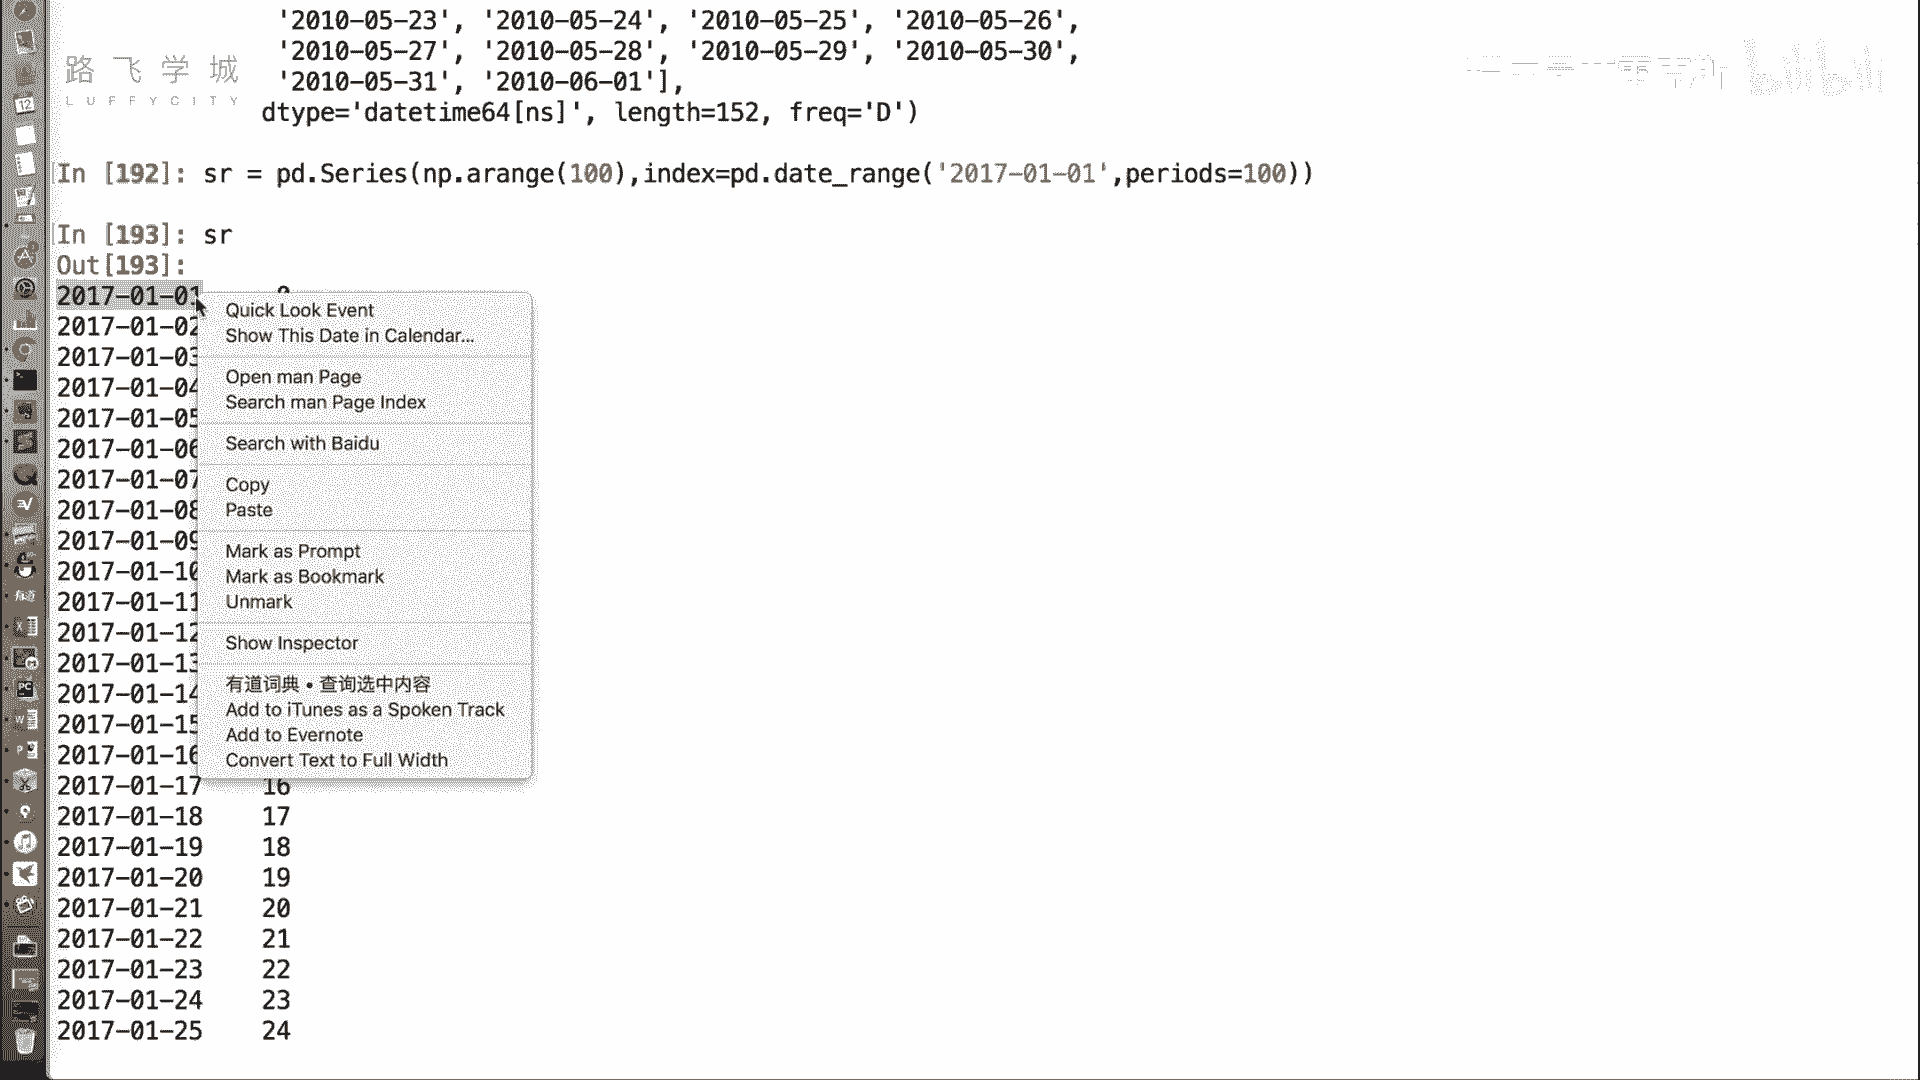 '2010-05-23', '2010-05-24', '2010-05-25', '2010-05-26',
'2010-05-27', '2010-05-28', '2010-05-29', '2010-05-30',
'2010-05-31', '2010-06-01'],
dtype='datetime64[ns]', length=152, freq='D')
路飞学城
LUFFYCITY
bilibili
In [192]: sr = pd.Series(np.arange(100),index=pd.date_range('2017-01-01',periods=100))
In [193]: sr
Out[193]:
2017-01-01
2017-01-02
2017-01-03
2017-01-04
2017-01-05
2017-01-06
2017-01-07
2017-01-08
2017-01-09
2017-01-10
2017-01-11
2017-01-12
2017-01-13
2017-01-14
2017-01-15
2017-01-16
2017-01-17 16
2017-01-18 17
2017-01-19 18
2017-01-20 19
2017-01-21 20
2017-01-22 21
2017-01-23 22
2017-01-24 23
2017-01-25 24
Quick Look Event
Show This Date in Calendar...
Open man Page
Search man Page Index
Search with Baidu
Copy
Paste
Mark as Prompt
Mark as Bookmark
Unmark
Show Inspector
有道词典 • 查询选中内容
Add to iTunes as a Spoken Track
Add to Evernote
Convert Text to Full Width
12
有道
PC